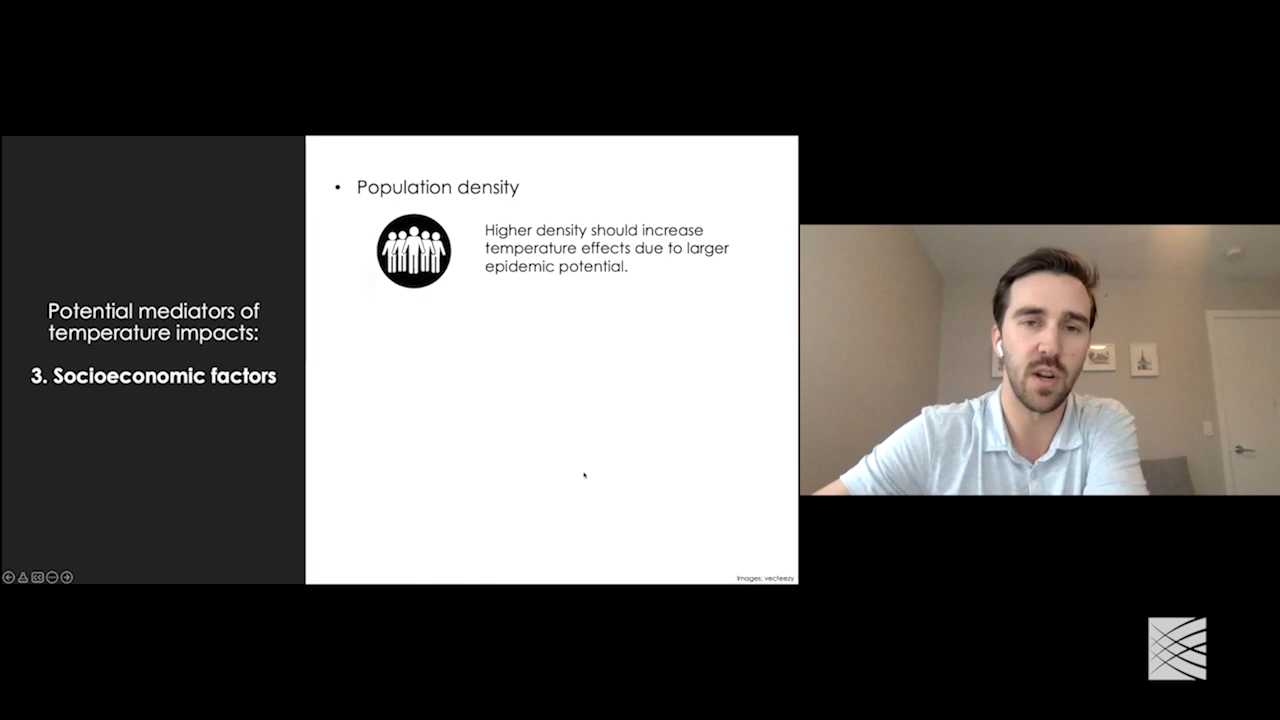 Potential mediators of
temperature impacts:
3. Socioeconomic factors
• Population density
Higher density should increase
temperature effects due to larger
epidemic potential.
Images: vecteezy